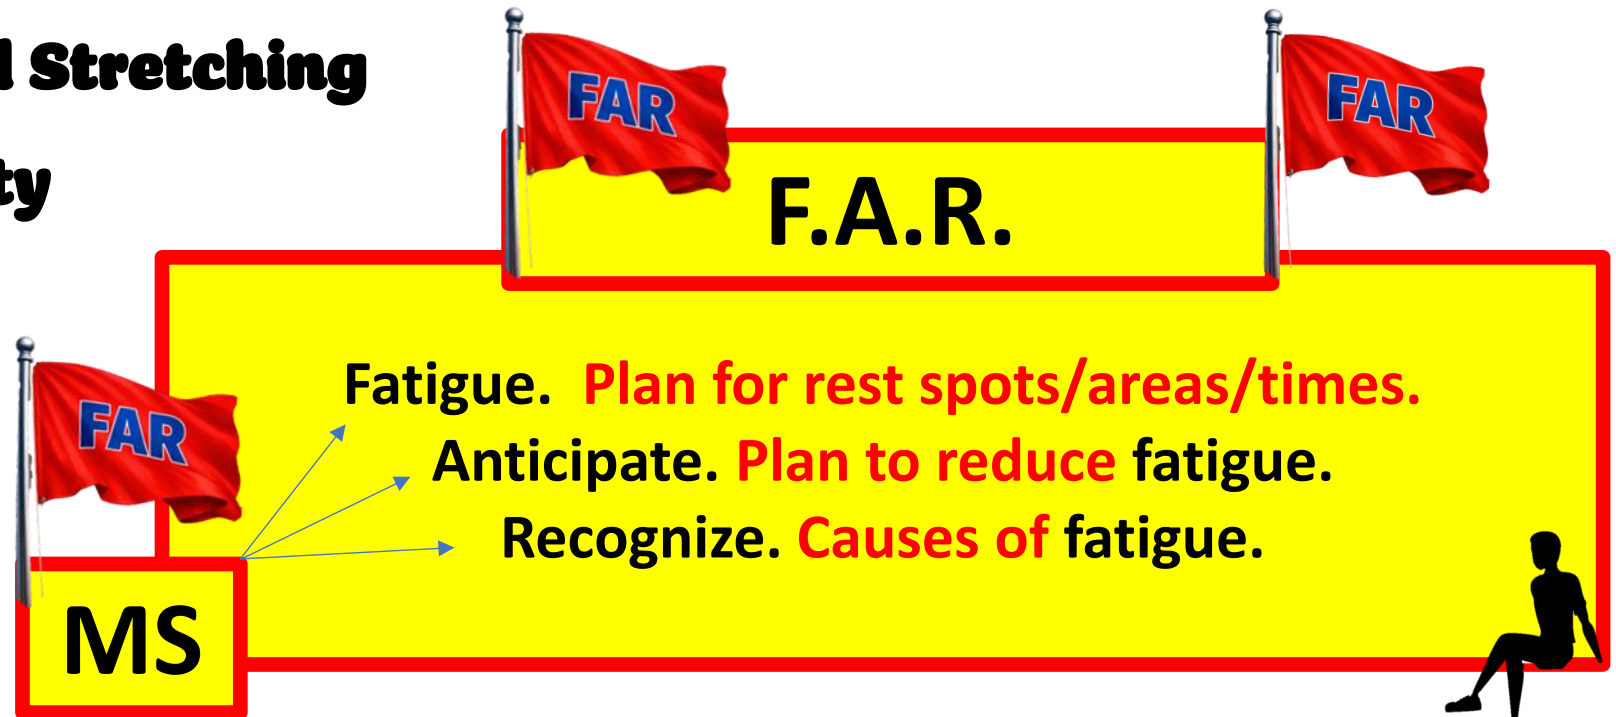 Stretching
FAR
FAR
F.A.R.
Fatigue. Plan for rest spots/areas/times.
FAR
Anticipate. Plan to reduce fatigue.
Recognize. Causes of fatigue.
MS